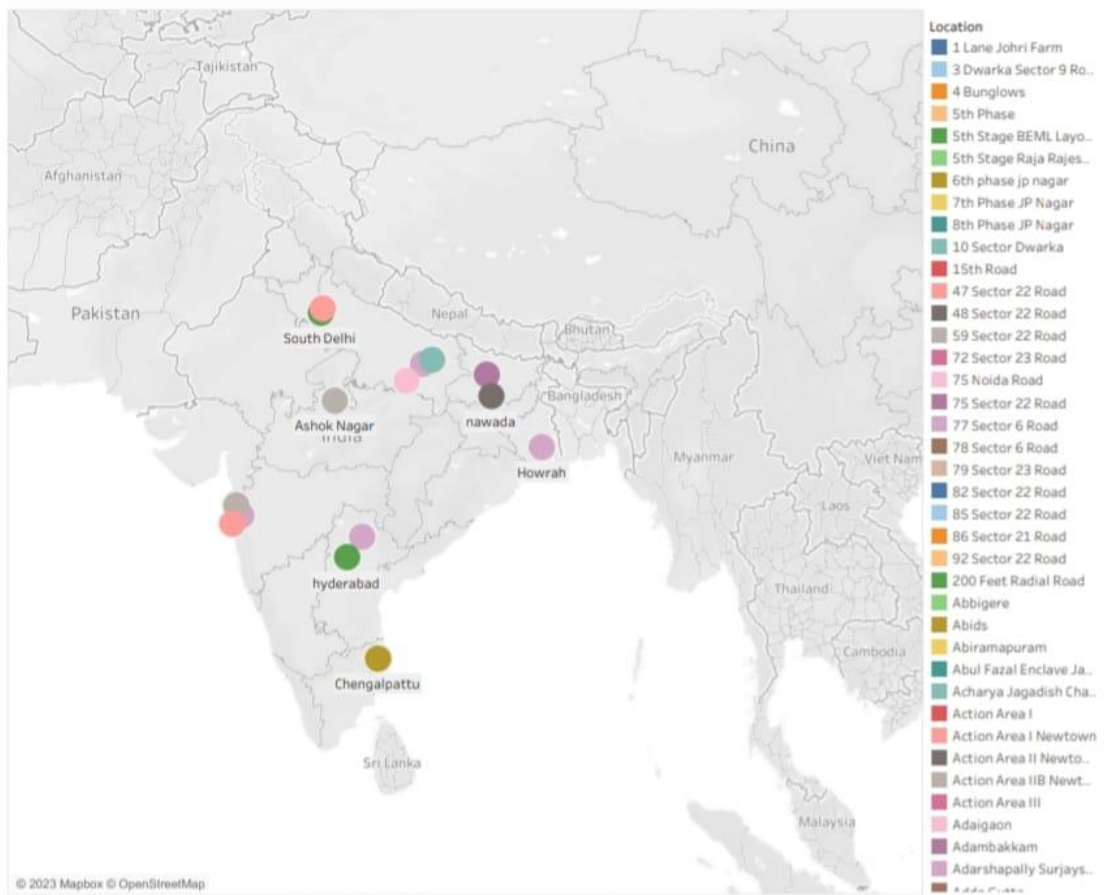 Tajikistan
China
Afghanistan
Pakistan
Nepal
South Delhi
Bhutan
Bangladesh
nawada
Ashok Nagar
India
Howrah
Myanmar
Viet Nam
Laos
hyderabad
Thailand
Cambodia
Chengalpattu
Sri Lanka
Malaysia
© 2023 Mapbox © OpenStreetMap
Location
1 Lane Johri Farm
3 Dwarka Sector 9 Ro..
4 Bunglows
5th Phase
5th Stage BEML Layo..
5th Stage Raja Rajes..
6th phase jp nagar
7th Phase JP Nagar
8th Phase JP Nagar
10 Sector Dwarka
15th Road
47 Sector 22 Road
48 Sector 22 Road
59 Sector 22 Road
72 Sector 23 Road
75 Noida Road
75 Sector 22 Road
77 Sector 6 Road
78 Sector 6 Road
79 Sector 23 Road
82 Sector 22 Road
85 Sector 22 Road
86 Sector 21 Road
92 Sector 22 Road
200 Feet Radial Road
Abbigere
Abids
Abiramapuram
Abul Fazal Enclave Ja..
Acharya Jagadish Cha..
Action Area I
Action Area I Newtown
Action Area II Newto..
Action Area IIB Newt..
Action Area III
Adaigaon
Adambakkam
Adarshapally Surjays..